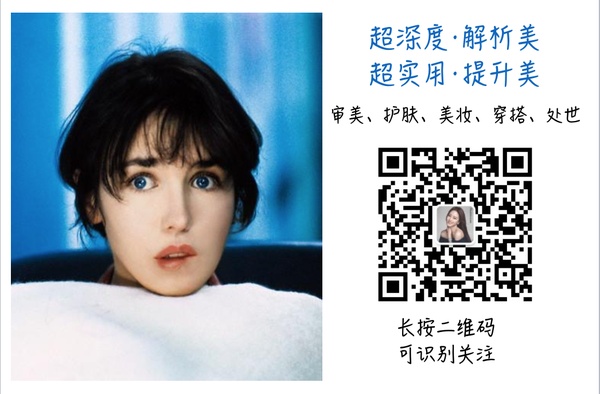 超深度·解析美
超实用·提升美
审美、护肤、美妆、穿搭、处世
长按二维码
可识别关注